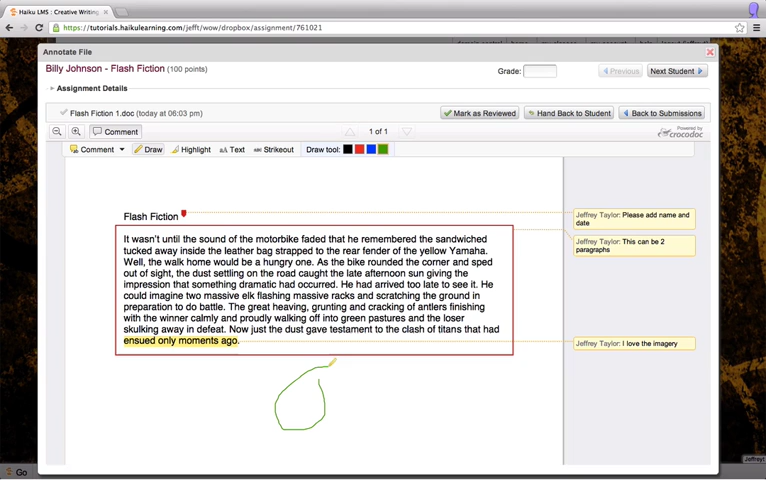 Haiku LMS : Creative Writing
https://tutorials.haikulearning.com/jefft/wow/dropbox/assignment/761021
Annotate File
Billy Johnson - Flash Fiction (100 points)
Grade:
Previous
Next Student
Assignment Details
Flash Fiction 1.doc (today at 06:03 pm)
Mark as Reviewed
Hand Back to Student
Back to Submissions
Comment
1 of 1
Powered by
crocodoc
Comment
Draw
Highlight
Text
Strikeout
Draw tool:
Flash Fiction
Jeffrey Taylor: Please add name and
date
It wasn't until the sound of the motorbike faded that he remembered the sandwiched
tucked away inside the leather bag strapped to the rear fender of the yellow Yamaha.
Well, the walk home would be a hungry one. As the bike rounded the corner and sped
out of sight, the dust settling on the road caught the late afternoon sun giving the
impression that something dramatic had occurred. He had arrived too late to see it. He
could imagine two massive elk flashing massive racks and scratching the ground in
preparation to do battle. The great heaving, grunting and cracking of antlers finishing
with the winner calmly and proudly walking off into green pastures and the loser
skulking away in defeat. Now just the dust gave testament to the clash of titans that had
ensued only moments ago.
Jeffrey Taylor: This can be 2
paragraphs
Jeffrey Taylor: I love the imagery
Go